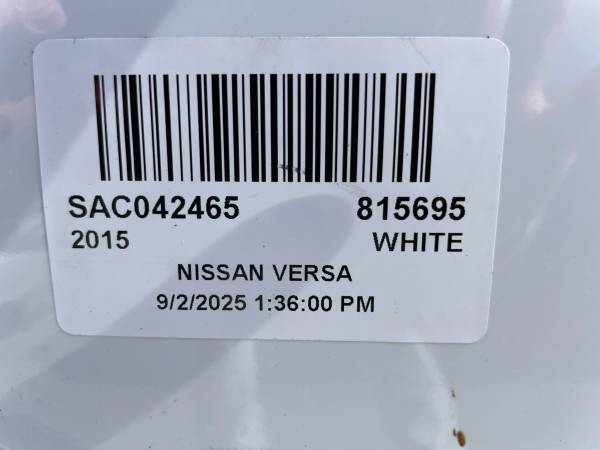 SAC042465 815695
2015 WHITE
NISSAN VERSA
9/2/2025 1:36:00 PM